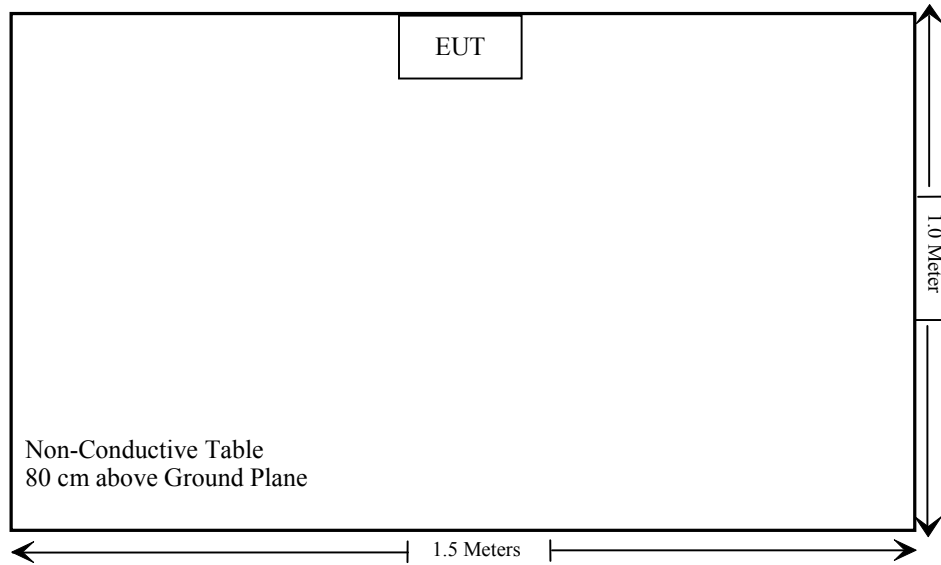 EUT
1.0 Meter
Non-Conductive Table
80 cm above Ground Plane
1.5 Meters